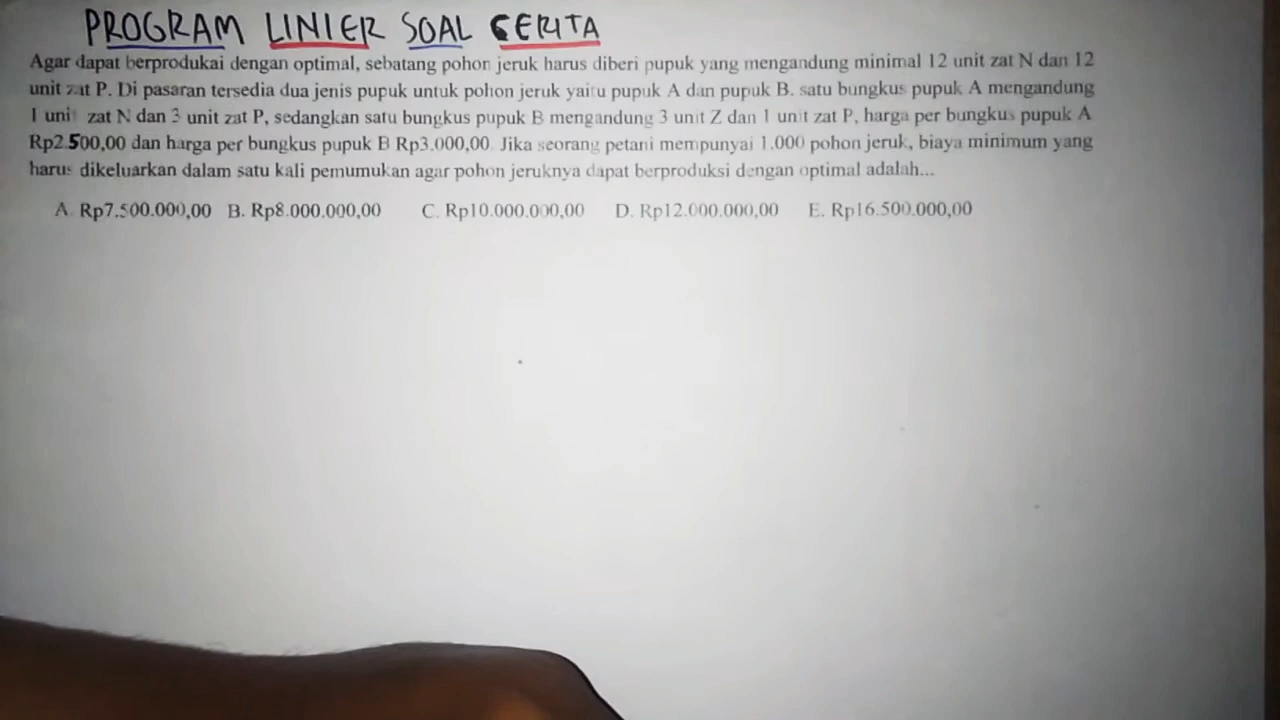 PROGRAM LINIER SOAL CERITA
Agar dapat berprodukai dengan optimal, sebatang pohon jeruk harus diberi pupuk yang mengandung minimal 12 unit zat N dan 12
unit zat P. Di pasaran tersedia dua jenis pupuk untuk pohon jeruk yaitu pupuk A dan pupuk B. satu bungkus pupuk A mengandung
1 unit zat N dan 3 unit zat P, sedangkan satu bungkus pupuk B mengandung 3 unit Z dan 1 unit zat P, harga per bungkus pupuk A
Rp2.500,00 dan harga per bungkus pupuk B Rp3.000,00. Jika seorang petani mempunyai 1.000 pohon jeruk, biaya minimum yang
harus dikeluarkan dalam satu kali pemumukan agar pohon jeruknya dapat berproduksi dengan optimal adalah...
A. Rp7.500.000,00 B. Rp8.000.000,00 C. Rp10.000.000,00 D. Rp12.000.000,00 E. Rp16.500.000,00